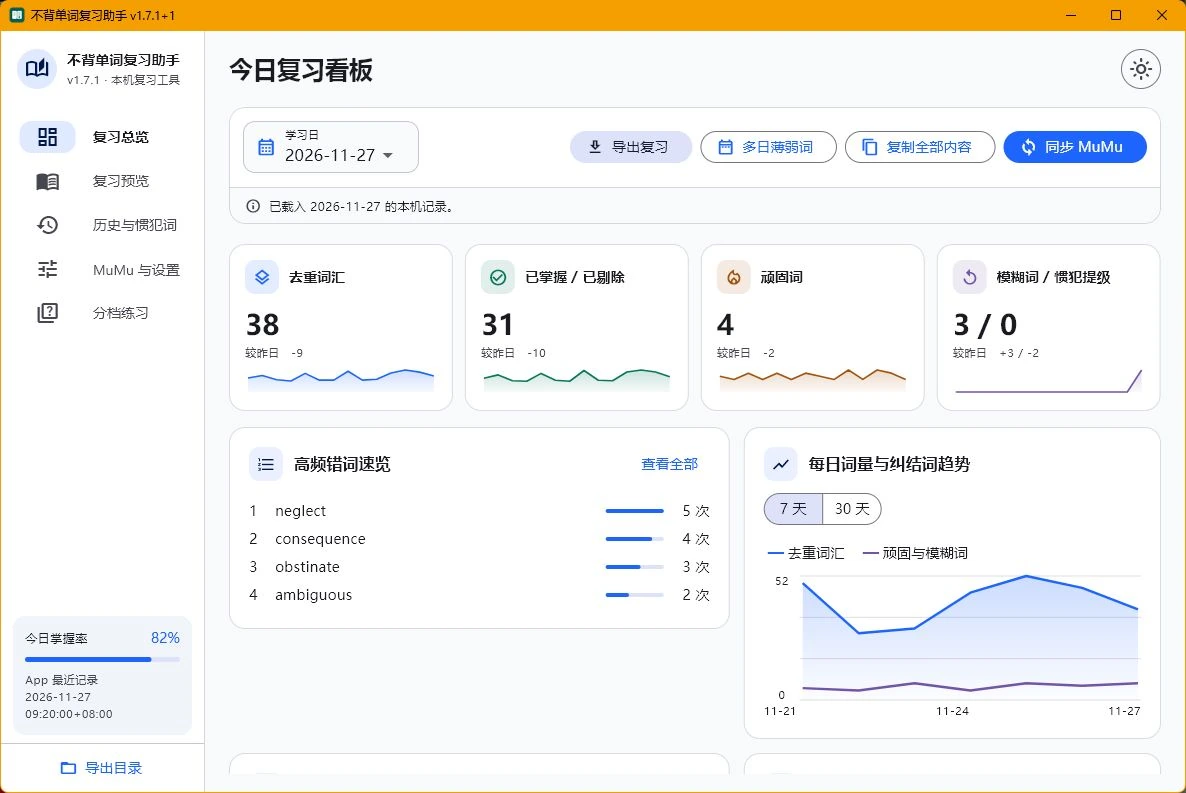 不背单词复习助手 v1.7.1+1
不背单词复习助手
v1.7.1 · 本机复习工具
复习总览
复习预览
历史与惯犯词
MuMu 与设置
分档练习
今日掌握率 82%
App 最近记录
2026-11-27
09:20:00+08:00
导出目录
今日复习看板
学习日
2026-11-27
导出复习
多日薄弱词
复制全部内容
同步 MuMu
已载入 2026-11-27 的本机记录。
去重词汇
38
较昨日 -9
已掌握 / 已剔除
31
较昨日 -10
顽固词
4
较昨日 -2
模糊词 / 惯犯提级
3 / 0
较昨日 +3 / -2
高频错词速览 查看全部
1 neglect 5 次
2 consequence 4 次
3 obstinate 3 次
4 ambiguous 2 次
每日词量与纠结词趋势
7 天 30 天
去重词汇 顽固与模糊词
52
0
11-21 11-24 11-27